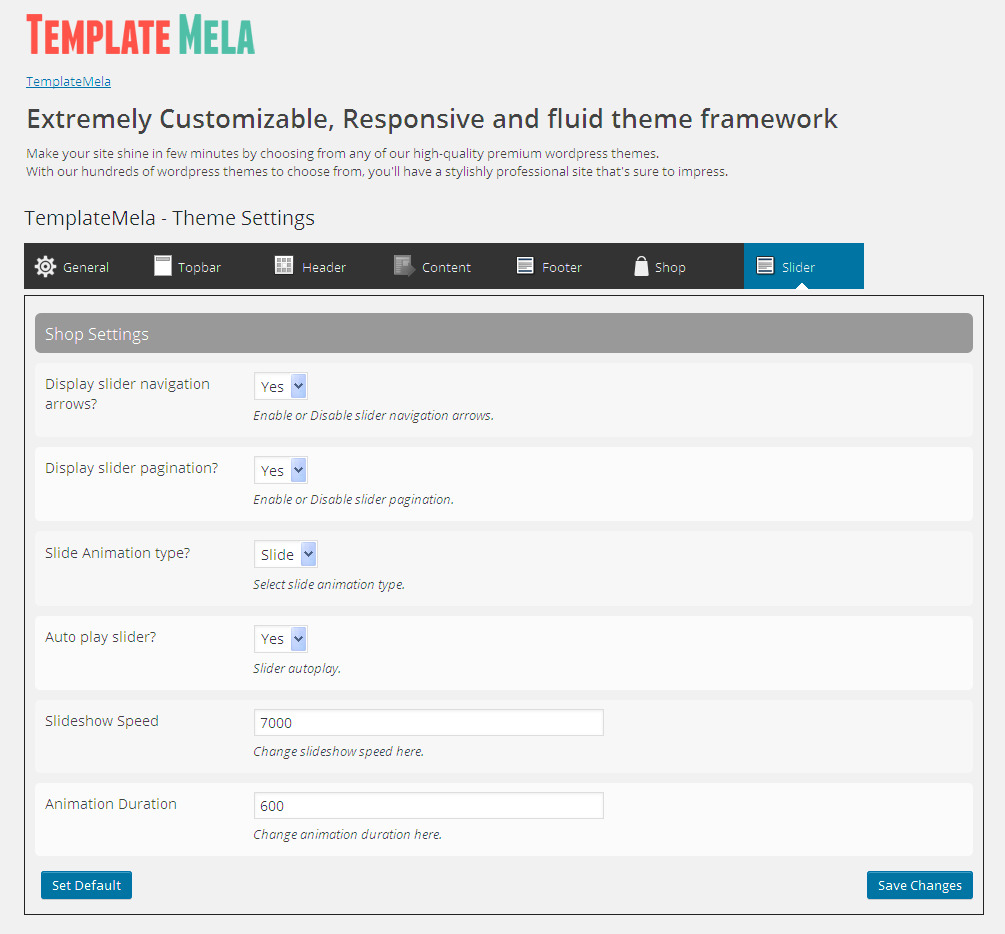 TEMPLATE MELA
TemplateMela
Extremely Customizable, Responsive and fluid theme framework
Make your site shine in few minutes by choosing from any of our high-quality premium wordpress themes.
With our hundreds of wordpress themes to choose from, you'll have a stylishly professional site that's sure to impress.
TemplateMela - Theme Settings
General Topbar Header Content Footer Shop Slider
Shop Settings
Display slider navigation Yes
arrows?
Enable or Disable slider navigation arrows.
Display slider pagination? Yes
Enable or Disable slider pagination.
Slide Animation type? Slide
Select slide animation type.
Auto play slider? Yes
Slider autoplay.
Slideshow Speed 7000
Change slideshow speed here.
Animation Duration 600
Change animation duration here.
Set Default Save Changes